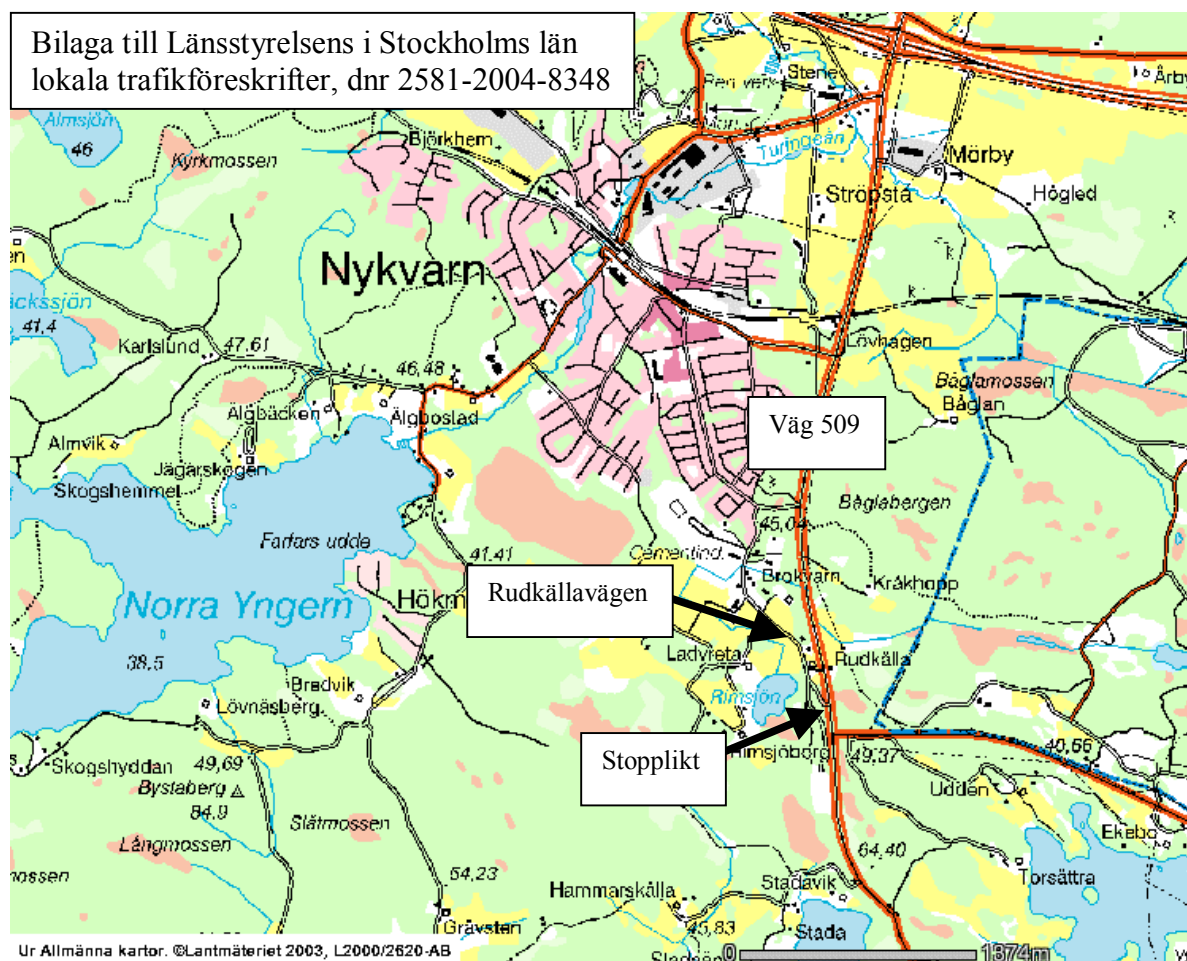 Bilaga till Länsstyrelsens i Stockholms län
lokala trafikföreskrifter, dnr 2581-2004-8348
Stene
Årby
Almsjön
46
Kyrkmossen
Björkhem
Turingeån
Mörby
Ströpsta
Högled
k
k
k
k
Nykvarn
41,4
Karlslund
47,61
46,48
Lövhagen
Båglamossen
Båglan
Älgbäcken
Älgbostad
Väg 509
Almvik
Jägarskogen
Skogshemmet
Båglabergen
45,04
Farfars udde
41,41
Cementind.
Brokvarn
Kråkhopp
Rudkällavägen
Norra Yngern
Ladvreta
Rudkälla
38,5
Bredvik
Rimsjön
Lövnäsberg
Stopplikt
Rimsjöborg
49,37
40,66
Skogshyddan
49,69
Bystaberg
84,9
Udden
Slåtmossen
Ekebo
Långmossen
64,40
mossen
54,23
Torsättra
Hammarskälla
Stadavik
Grävsten
45,83
Stada
0
1874m
Ur Allmänna kartor. ©Lantmäteriet 2003, L2000/2620-AB